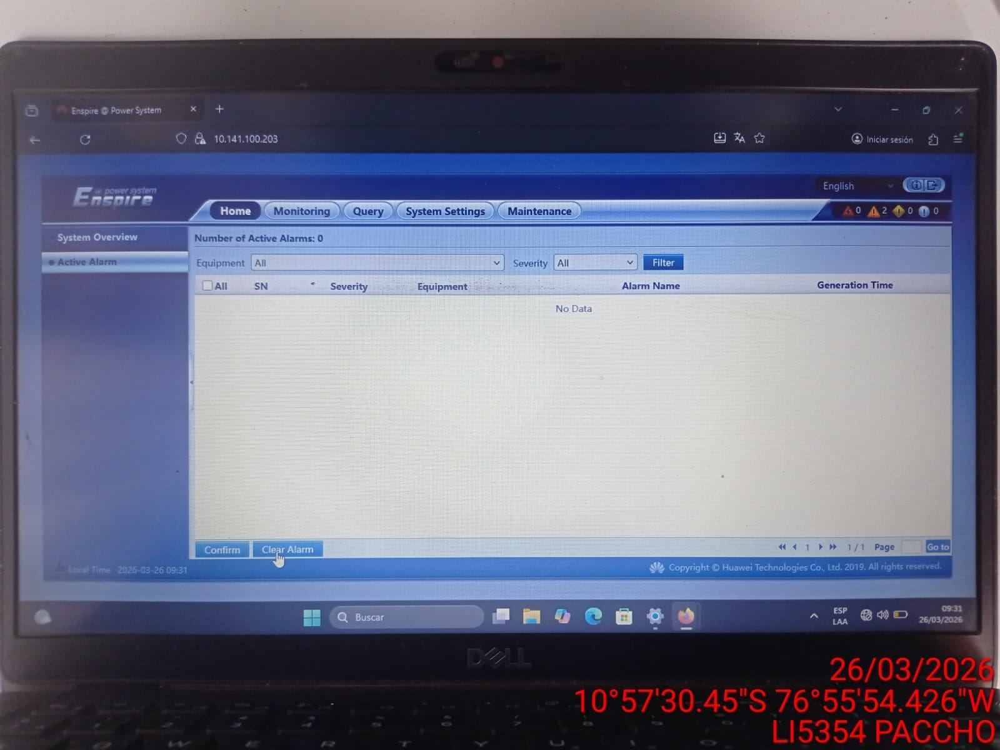 Enspire @ Power System
10.141.100.203
Iniciar sesión
Enspire power system
English
Home Monitoring Query System Settings Maintenance
0 2 0 0
System Overview
Active Alarm
Number of Active Alarms: 0
Equipment All Severity All Filter
All SN Severity Equipment Alarm Name Generation Time
No Data
Confirm Clear Alarm
1 1 / 1 Page Go to
Local Time 2026-03-26 09:31
Copyright © Huawei Technologies Co., Ltd. 2019. All rights reserved.
Buscar
ESP
LAA
09:31
26/03/2026
DELL
26/03/2026
10°57'30.45"S 76°55'54.426"W
LI5354 PACCHO